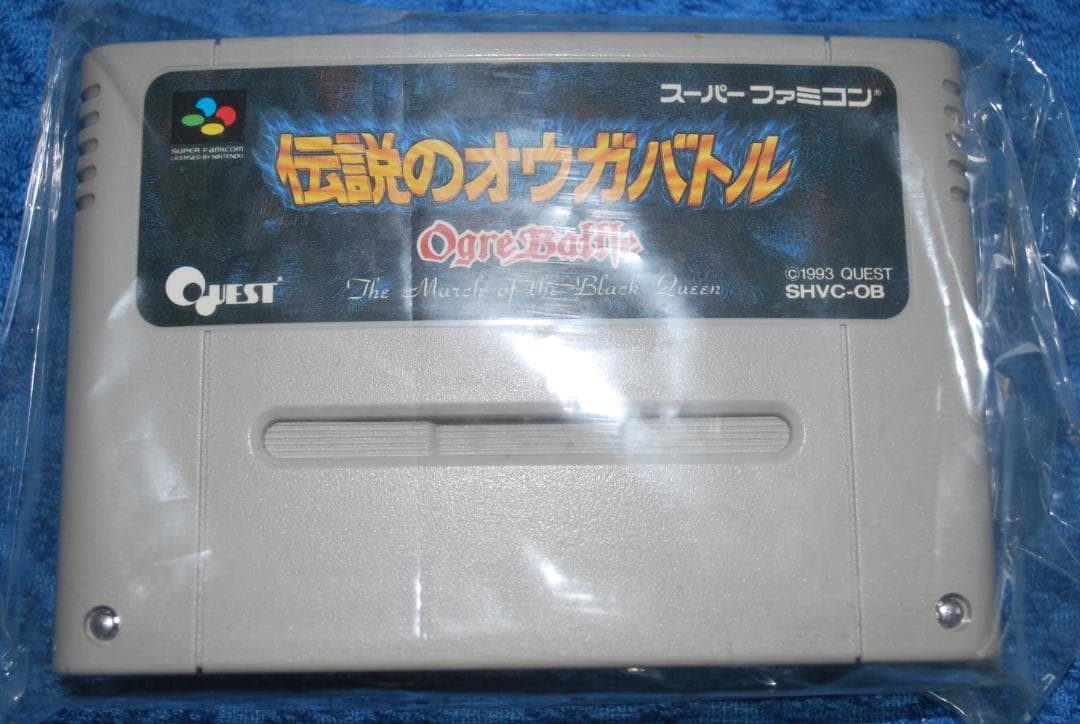 スーパーファミコン®
SUPER FAMICOM
LICENSED BY NINTENDO
伝説のオウガバトル
Ogre Battle
The March of the Black Queen
QUEST
©1993 QUEST
SHVC-OB